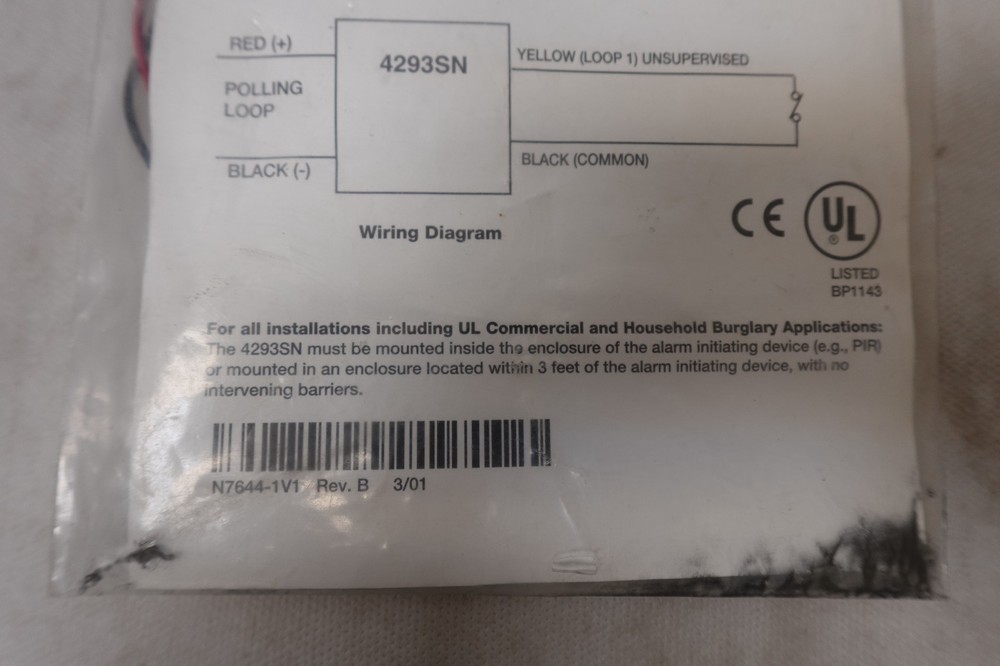 RED (+)
4293SN
YELLOW (LOOP 1) UNSUPERVISED
POLLING
LOOP
BLACK (-)
BLACK (COMMON)
Wiring Diagram
CE UL
®
LISTED
BP1143
For all installations including UL Commercial and Household Burglary Applications:
The 4293SN must be mounted inside the enclosure of the alarm initiating device (e.g., PIR)
or mounted in an enclosure located within 3 feet of the alarm initiating device, with no
intervening barriers.
N7644-1V1 Rev. B 3/01